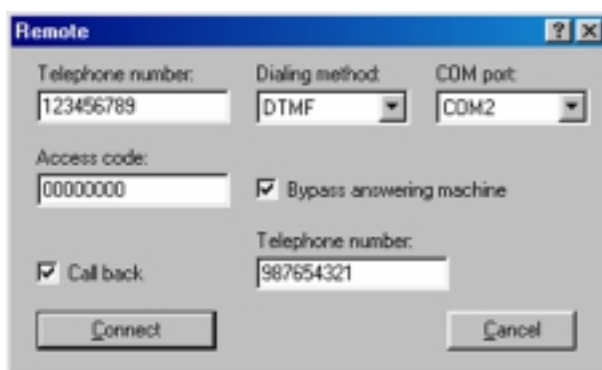 Remote
Telephone number: Dialing method: COM port:
123456789 DTMF COM2
Access code:
00000000 Bypass answering machine
Telephone number:
Call back 987654321
Connect Cancel